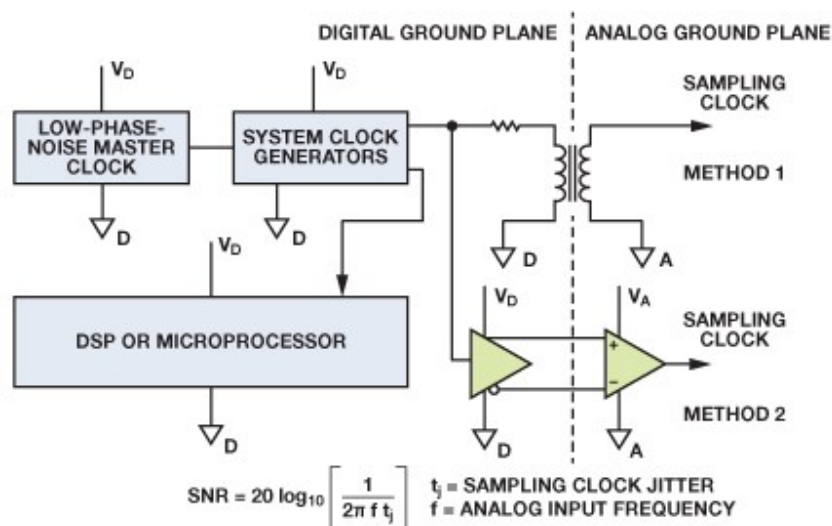 DIGITAL GROUND PLANE
ANALOG GROUND PLANE
VD
VD
SAMPLING
CLOCK
LOW-PHASE-
NOISE MASTER
CLOCK
SYSTEM CLOCK
GENERATORS
METHOD 1
D
D
D
A
VD
VD
VA
SAMPLING
CLOCK
DSP OR MICROPROCESSOR
+
−
METHOD 2
D
D
A
SNR = 20 log10 [ 1 / 2π f tj ]
tj = SAMPLING CLOCK JITTER
f = ANALOG INPUT FREQUENCY